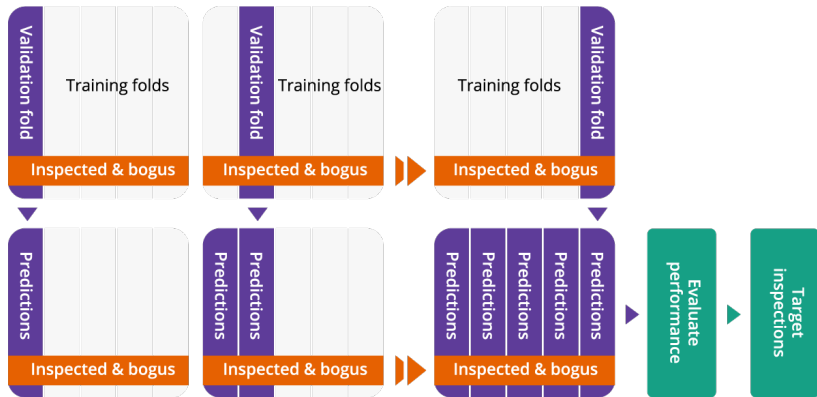 Validation fold
Training folds
Inspected & bogus
Validation fold
Training folds
Inspected & bogus
Training folds
Validation fold
Inspected & bogus
Predictions
Inspected & bogus
Predictions
Predictions
Inspected & bogus
Predictions
Predictions
Predictions
Predictions
Predictions
Inspected & bogus
Evaluate
performance
Target
inspections